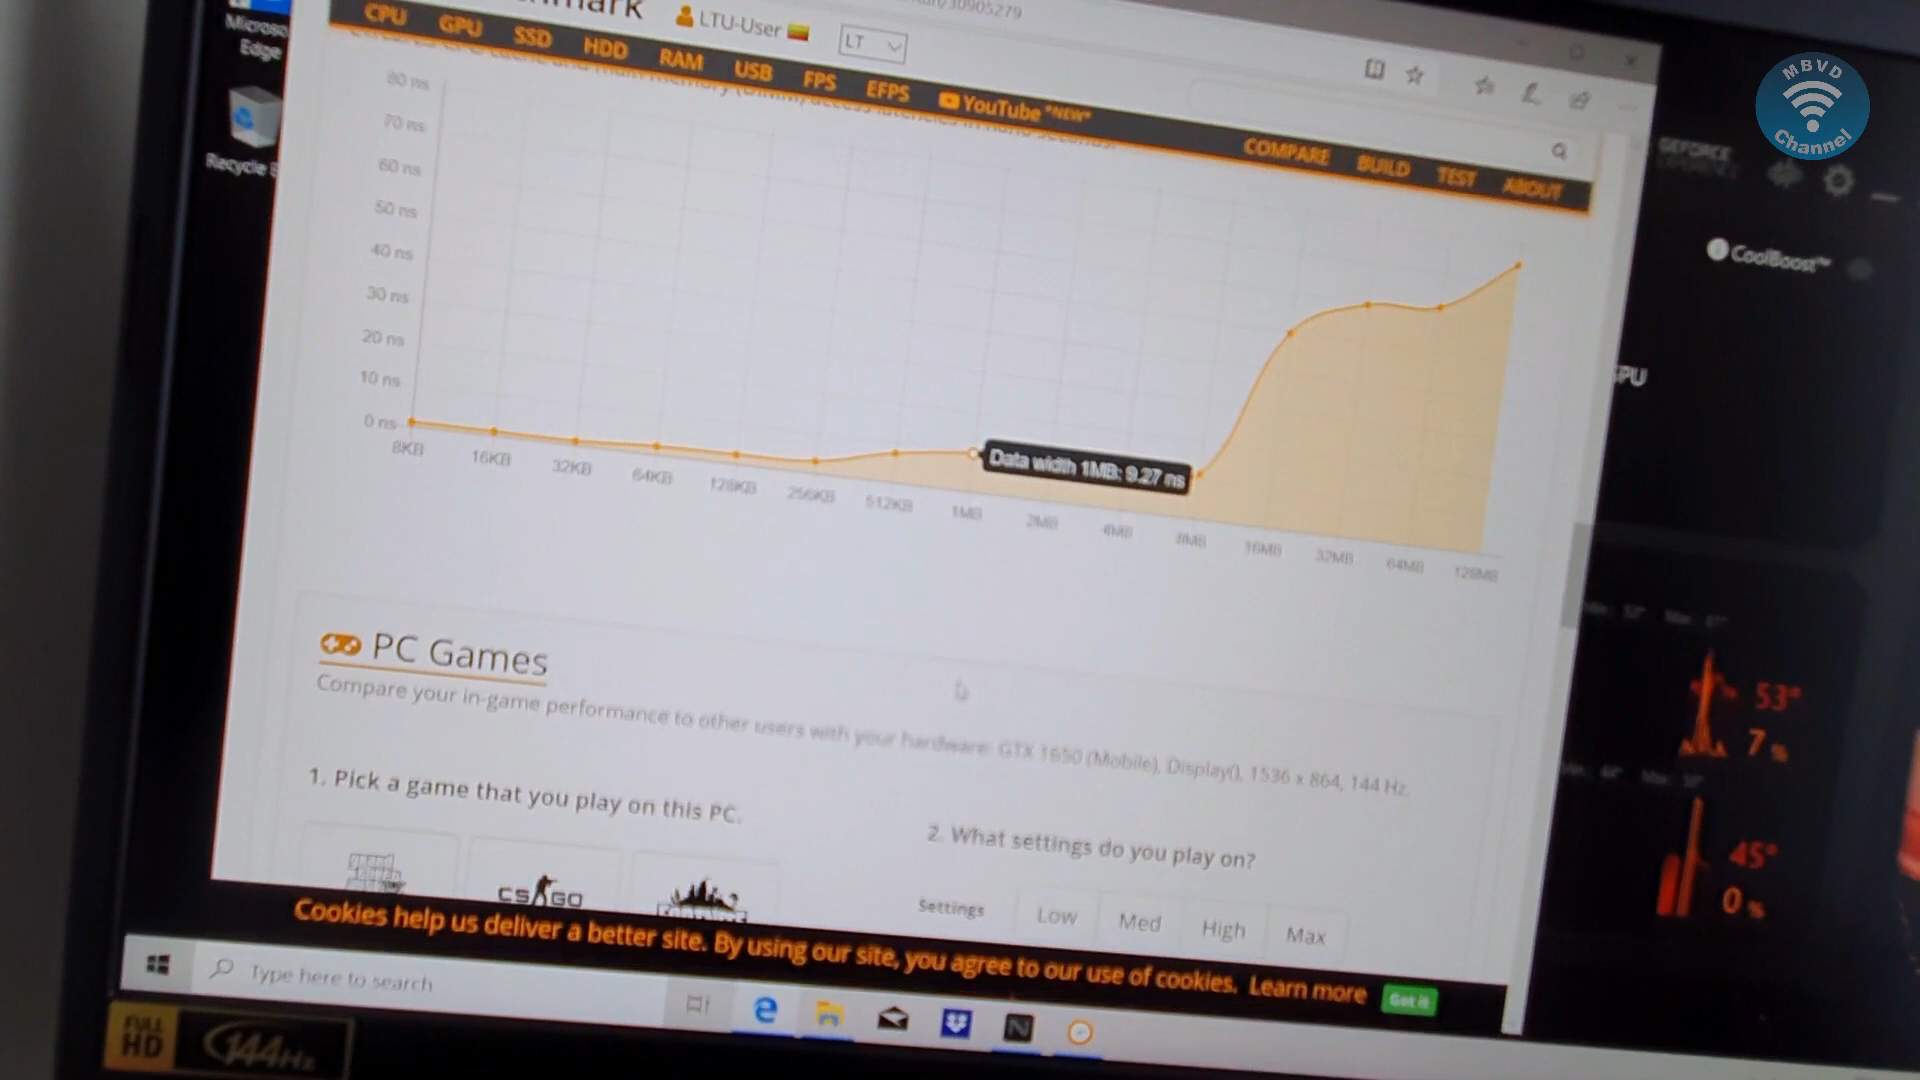 Microso
Edge
Recycle B
hmark
LTU-User
LT
30905279
CPU GPU SSD HDD RAM USB FPS EFPS YouTube *NEW*
COMPARE BUILD TEST ABOUT
MBVD
Channel
GEFORCE
CoolBoost™
80 ns
70 ns
60 ns
50 ns
40 ns
30 ns
20 ns
10 ns
0 ns
8KB 16KB 32KB 64KB 128KB 256KB 512KB 1MB 2MB 4MB 8MB 16MB 32MB 64MB 128MB
Data width 1MB: 9.27 ns
PC Games
Compare your in-game performance to other users with your hardware: GTX 1650 (Mobile), Display(), 1536 x 864, 144 Hz.
1. Pick a game that you play on this PC.
2. What settings do you play on?
CS GO
Settings Low Med High Max
53°
7 %
45°
0 %
Cookies help us deliver a better site. By using our site, you agree to our use of cookies. Learn more Got it
Type here to search
FULL
HD
144Hz